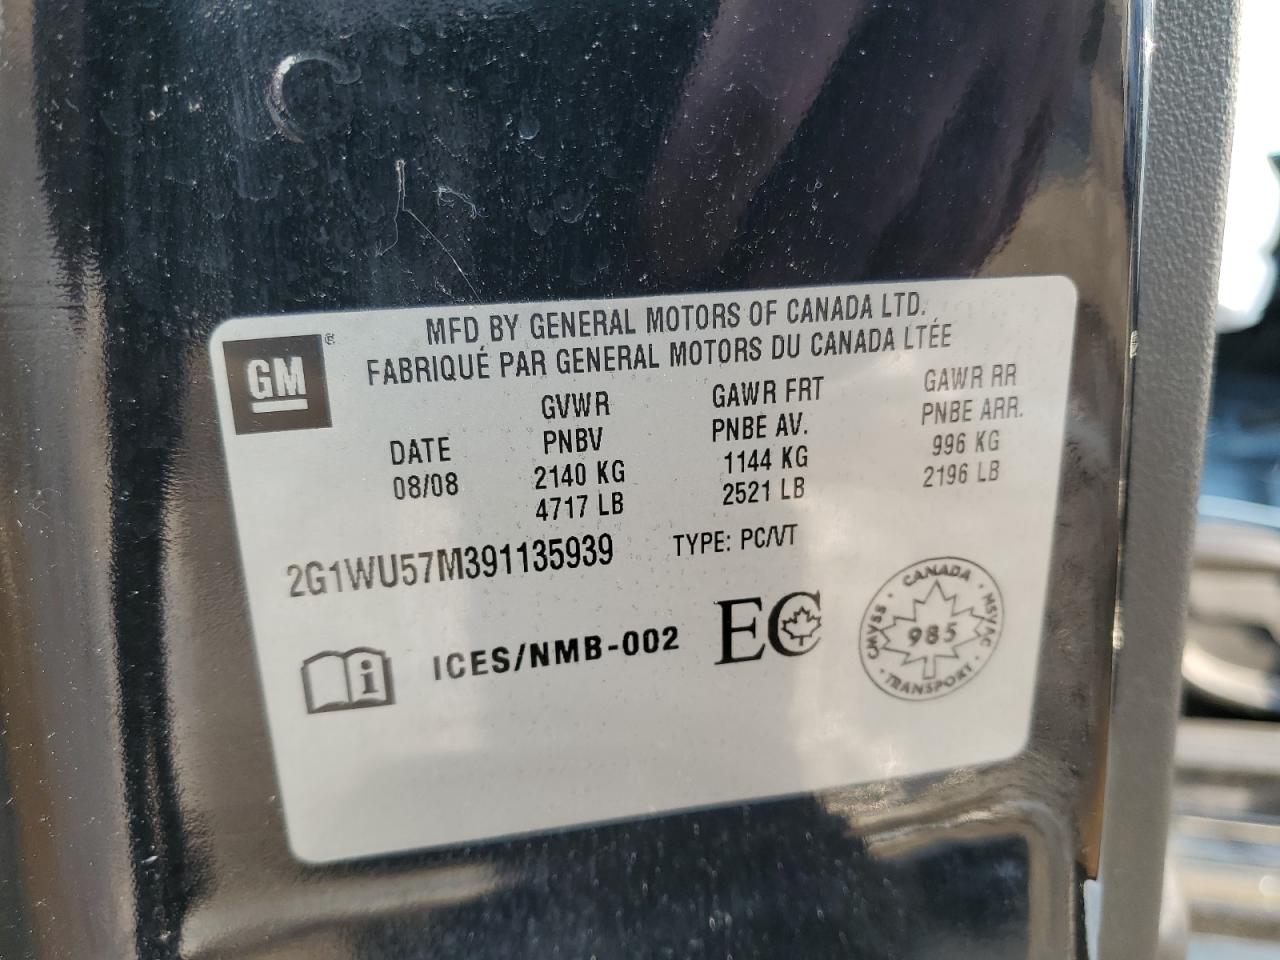 GM ®
MFD BY GENERAL MOTORS OF CANADA LTD.
FABRIQUÉ PAR GENERAL MOTORS DU CANADA LTÉE
DATE
08/08
GVWR
PNBV
2140 KG
4717 LB
GAWR FRT
PNBE AV.
1144 KG
2521 LB
GAWR RR
PNBE ARR.
996 KG
2196 LB
2G1WU57M391135939
TYPE: PC/VT
i
ICES/NMB-002
EC
CANADA
CMVSS · MSVAC
985
TRANSPORT